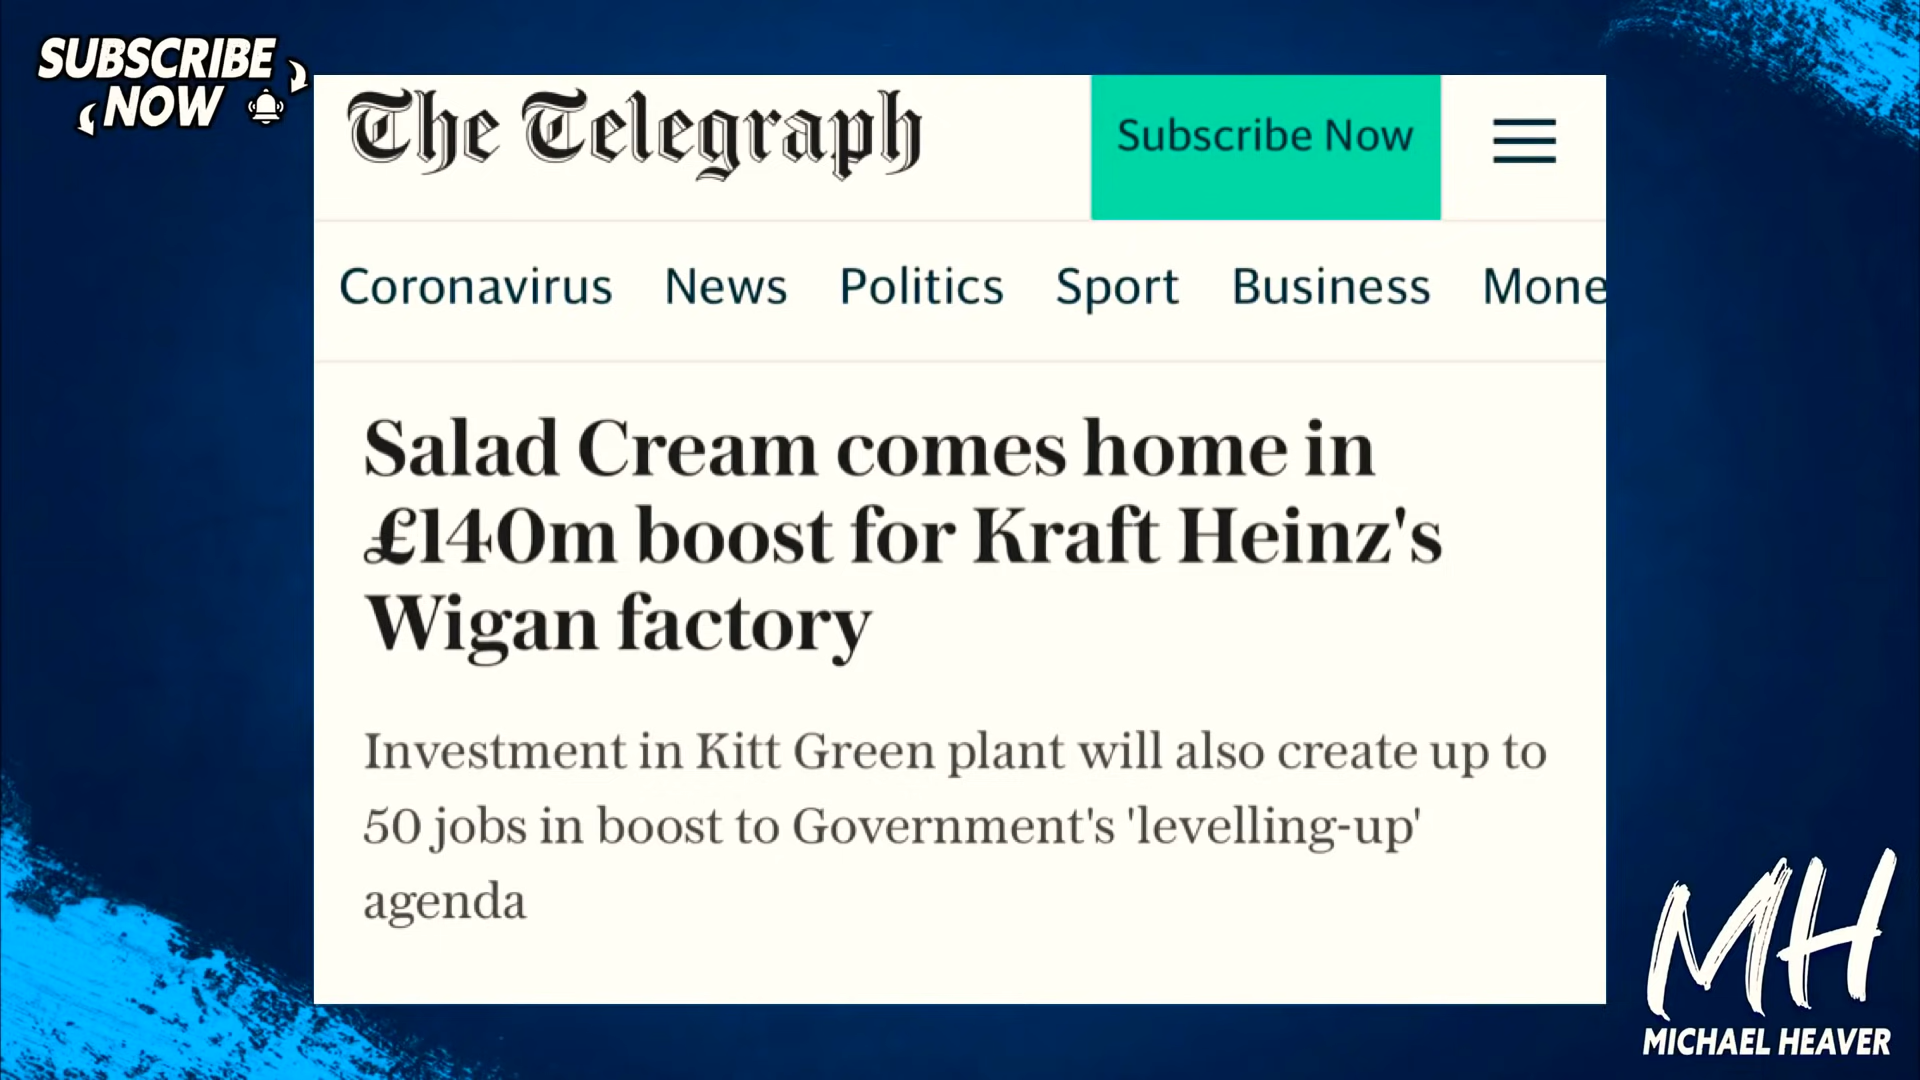 SUBSCRIBE
NOW
The Telegraph
Subscribe Now
Coronavirus News Politics Sport Business Mone
Salad Cream comes home in
£140m boost for Kraft Heinz's
Wigan factory
Investment in Kitt Green plant will also create up to
50 jobs in boost to Government's 'levelling-up'
agenda
MH
MICHAEL HEAVER